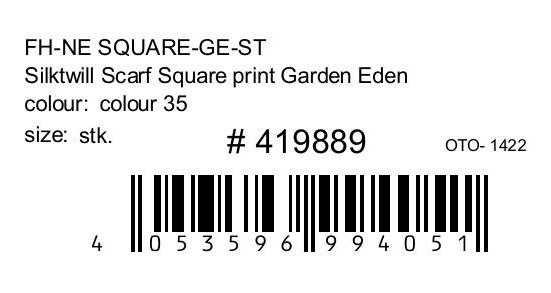 FH-NE SQUARE-GE-ST
Silktwill Scarf Square print Garden Eden
colour: colour 35
size: stk.
# 419889
OTO- 1422
4 053596 994051